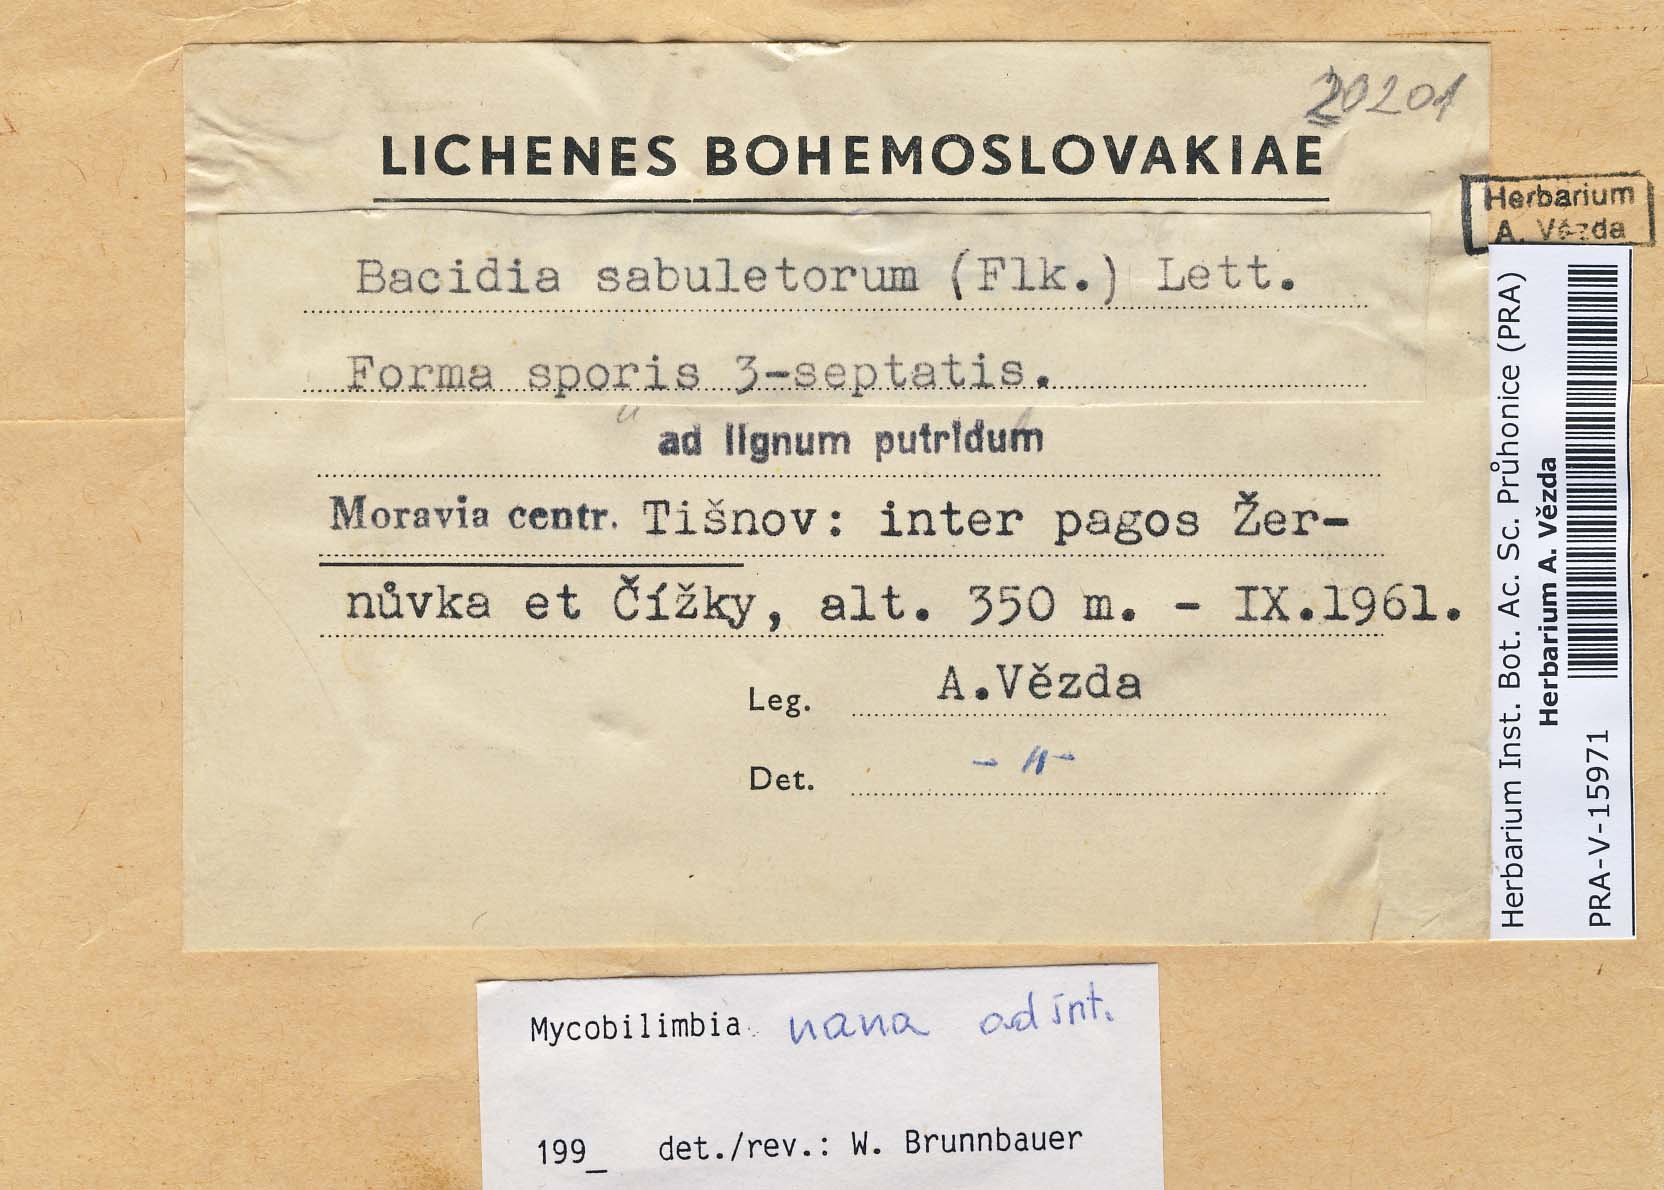 20201
LICHENES BOHEMOSLOVAKIAE
Herbarium
A. Vězda
Bacidia sabuletorum (Flk.) Lett.
Forma sporis 3-septatis.
ad lignum putridum
Moravia centr. Tišnov: inter pagos Žer-
nůvka et Čížky, alt. 350 m. - IX.1961.
Leg. A.Vězda
Det. - " -
Herbarium Inst. Bot. Ac. Sc. Průhonice (PRA)
Herbarium A. Vězda
PRA-V-15971
Mycobilimbia nana ad int.
199_ det./rev.: W. Brunnbauer